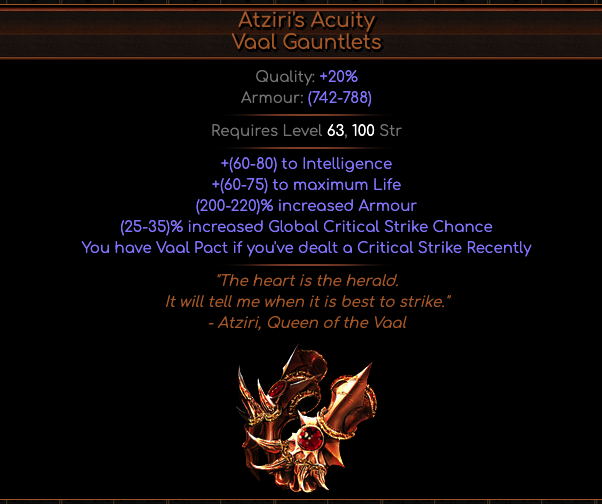 Atziri's Acuity
Vaal Gauntlets
Quality: +20%
Armour: (742-788)
Requires Level 63, 100 Str
+(60-80) to Intelligence
+(60-75) to maximum Life
(200-220)% increased Armour
(25-35)% increased Global Critical Strike Chance
You have Vaal Pact if you've dealt a Critical Strike Recently
"The heart is the herald.
It will tell me when it is best to strike."
- Atziri, Queen of the Vaal